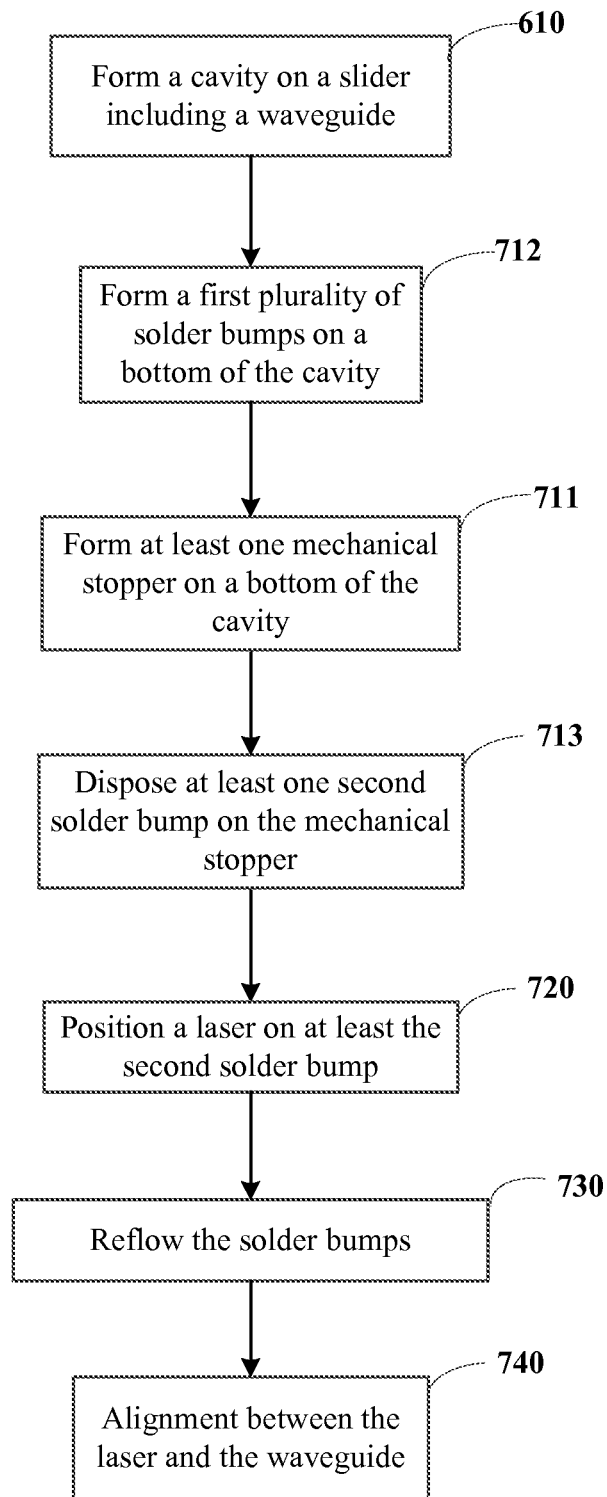 610
Form a cavity on a slider
including a waveguide
712
Form a first plurality of
solder bumps on a
bottom of the cavity
711
Form at least one mechanical
stopper on a bottom of the
cavity
713
Dispose at least one second
solder bump on the mechanical
stopper
720
Position a laser on at least the
second solder bump
730
Reflow the solder bumps
740
Alignment between the
laser and the waveguide